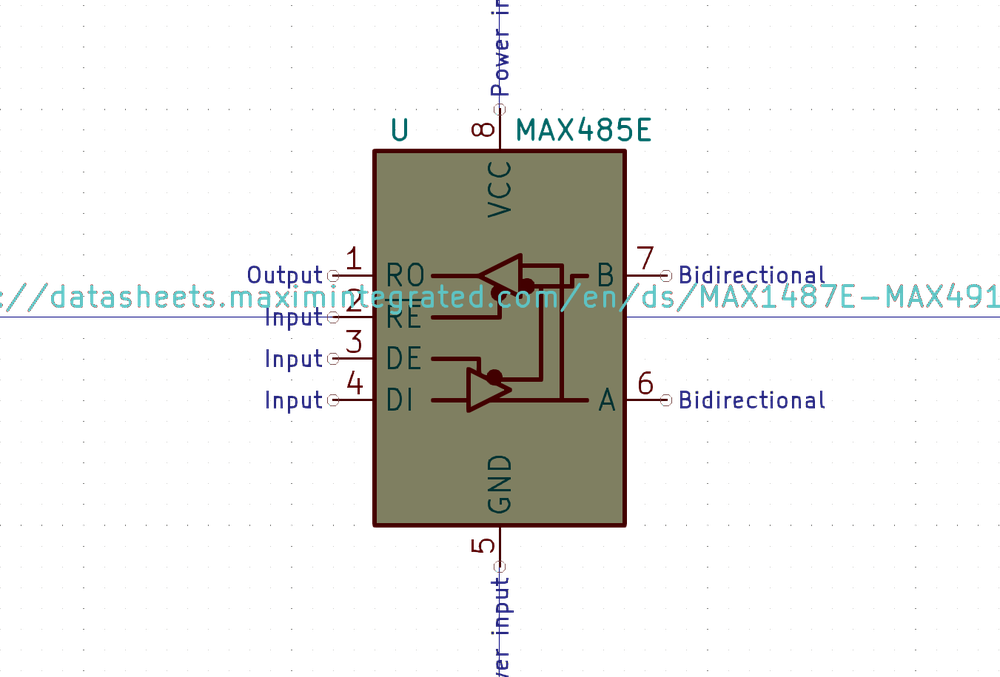 Power in
8
U
MAX485E
VCC
1
7
Output
RO
B
Bidirectional
://datasheets.maximintegrated.com/en/ds/MAX1487E-MAX491
2
Input
RE
3
Input
DE
4
6
Input
DI
A
Bidirectional
GND
5
wer input